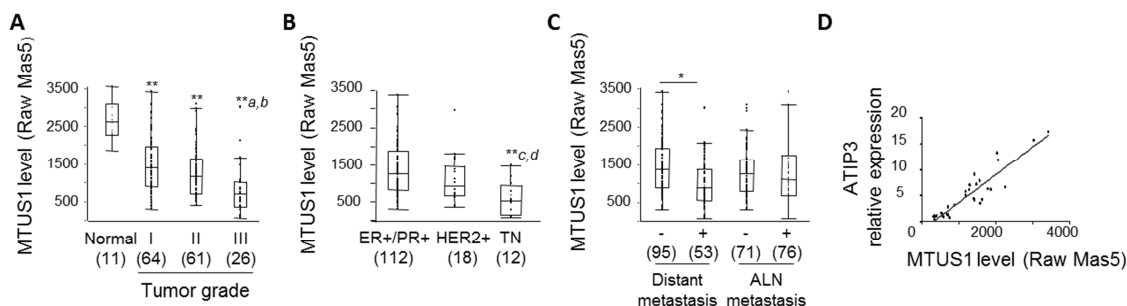 A
MTUS1 level (Raw Mas5)
3500
2500
1500
500
**
**
**a,b
Normal I II III
(11) (64) (61) (26)
Tumor grade
B
MTUS1 level (Raw Mas5)
3500
2500
1500
500
**c,d
ER+/PR+ HER2+ TN
(112) (18) (12)
C
MTUS1 level (Raw Mas5)
3500
2500
1500
500
*
- + - +
(95) (53) (71) (76)
Distant metastasis
ALN metastasis
D
ATIP3
relative expression
20
15
10
5
0 2000 4000
MTUS1 level (Raw Mas5)